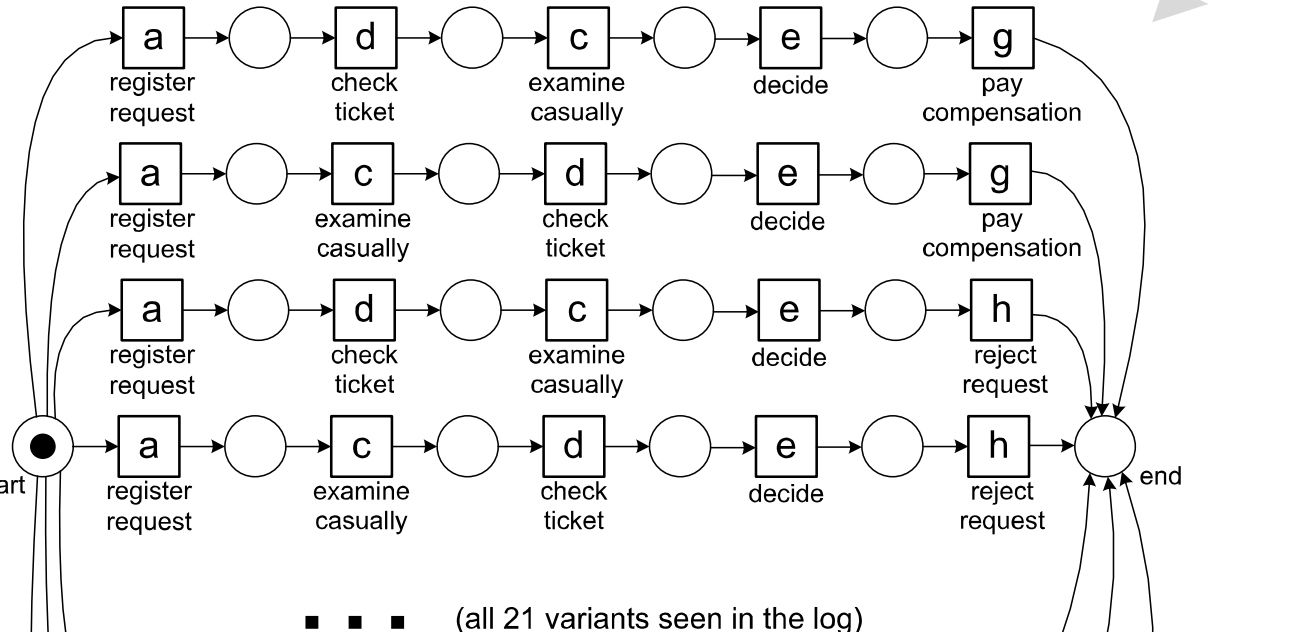 a d c e g
register check examine decide pay
request ticket casually compensation
a c d e g
register examine check decide pay
request casually ticket compensation
a d c e h
register check examine decide reject
request ticket casually request
a c d e h
art register examine check decide reject end
request casually ticket request
(all 21 variants seen in the log)